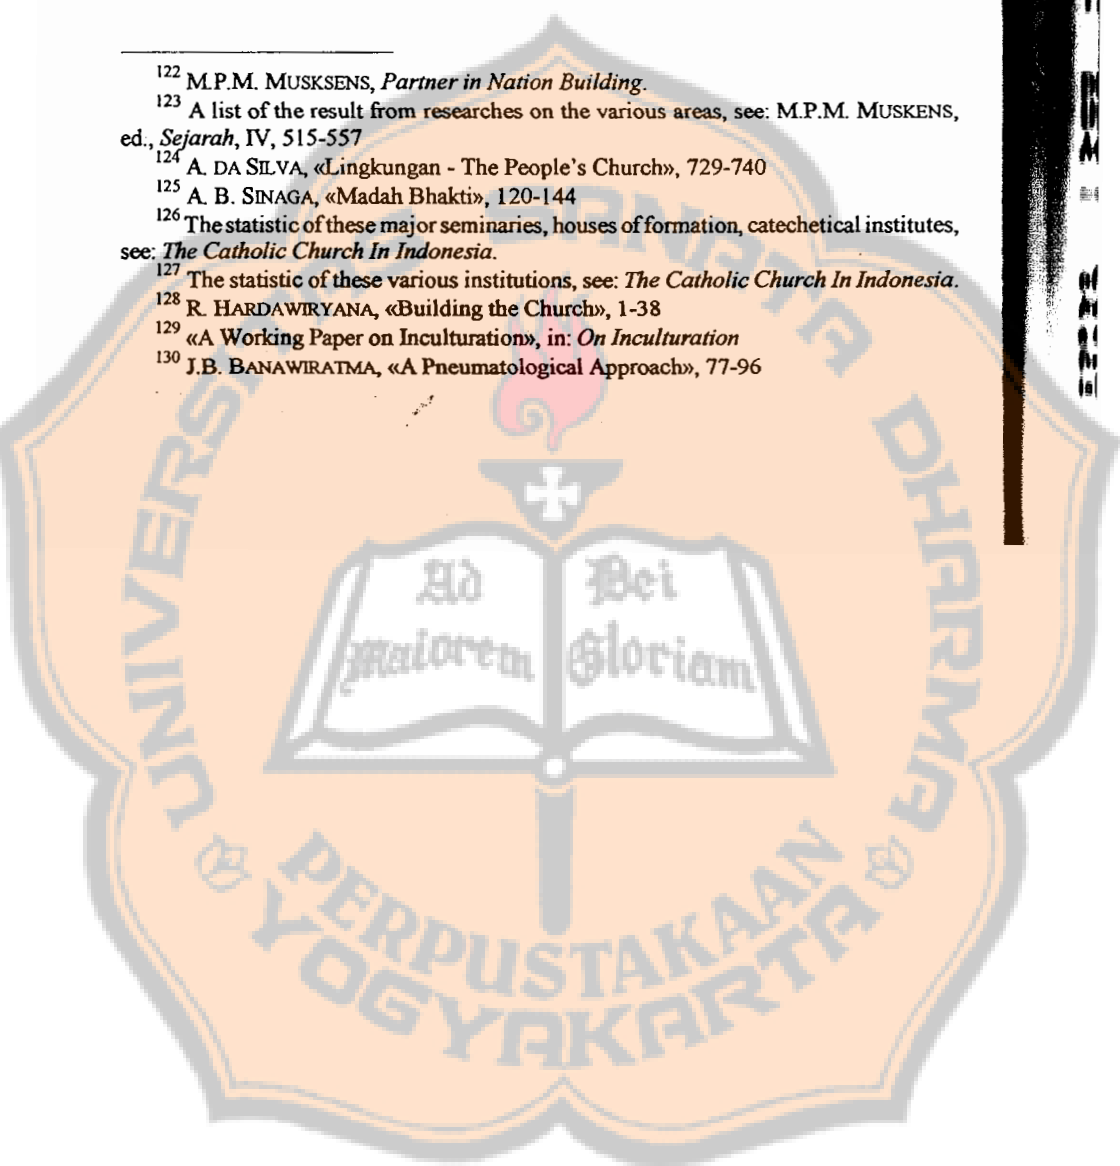 122 M.P.M. MUSKSENS, Partner in Nation Building.
123 A list of the result from researches on the various areas, see: M.P.M. MUSKENS,
ed., Sejarah, IV, 515-557
124 A. DA SILVA, «Lingkungan - The People's Church», 729-740
125 A. B. SINAGA, «Madah Bhakti», 120-144
126 The statistic of these major seminaries, houses of formation, catechetical institutes,
see: The Catholic Church In Indonesia.
127 The statistic of these various institutions, see: The Catholic Church In Indonesia.
128 R. HARDAWIRYANA, «Building the Church», 1-38
129 «A Working Paper on Inculturation», in: On Inculturation
130 J.B. BANAWIRATMA, «A Pneumatological Approach», 77-96
UNIVERSITAS SANATA DHARMA
Ad Dei
maiorem Gloriam
PERPUSTAKAAN
YOGYAKARTA